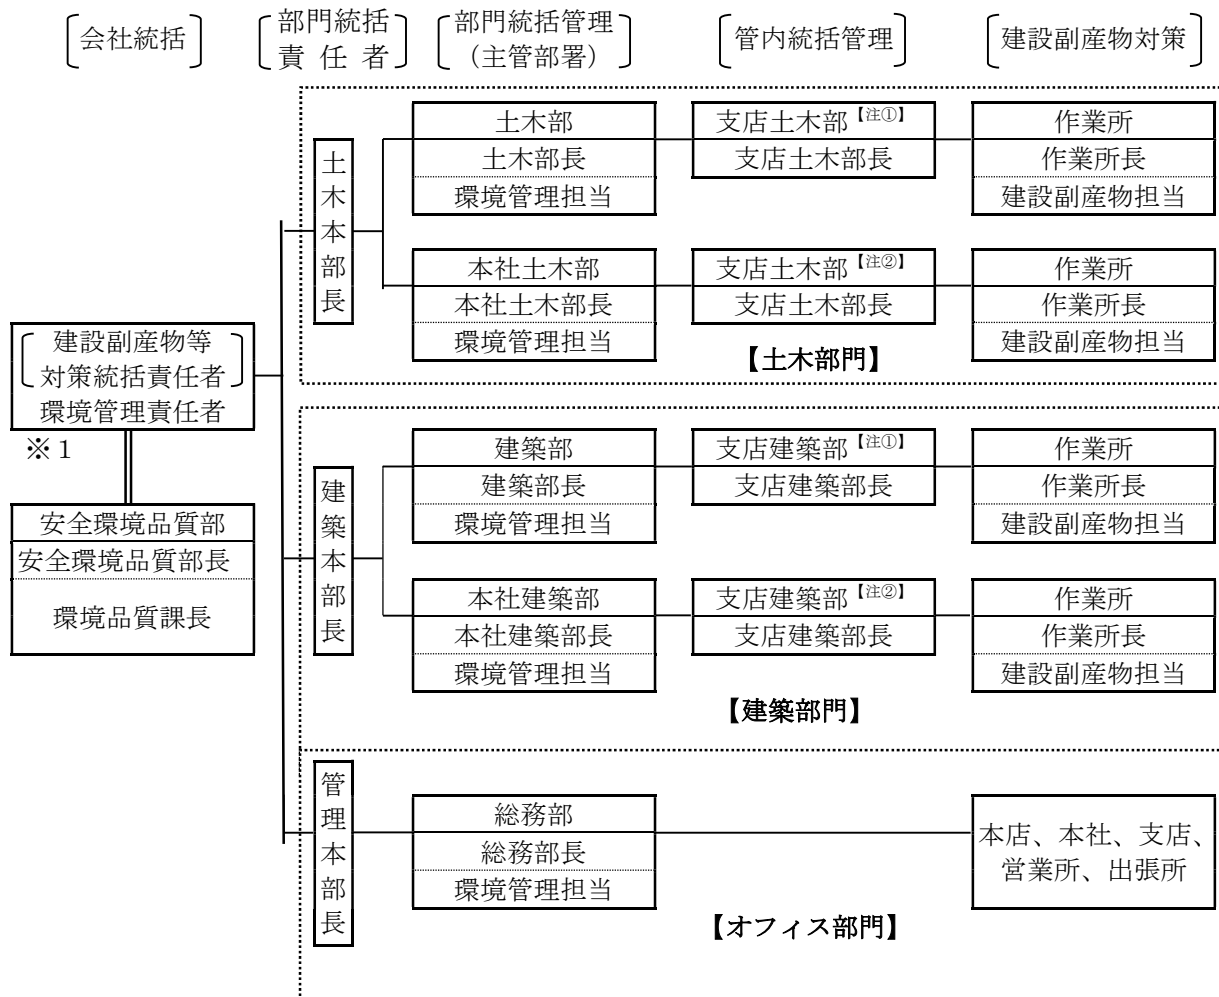 会社統括
部門統括
責任者
部門統括管理
（主管部署）
管内統括管理
建設副産物対策
土木本部長
土木部
土木部長
環境管理担当
支店土木部【注①】
支店土木部長
作業所
作業所長
建設副産物担当
本社土木部
本社土木部長
環境管理担当
支店土木部【注②】
支店土木部長
作業所
作業所長
建設副産物担当
【土木部門】
建設副産物等
対策統括責任者
環境管理責任者
※１
安全環境品質部
安全環境品質部長
環境品質課長
建築本部長
建築部
建築部長
環境管理担当
支店建築部【注①】
支店建築部長
作業所
作業所長
建設副産物担当
本社建築部
本社建築部長
環境管理担当
支店建築部【注②】
支店建築部長
作業所
作業所長
建設副産物担当
【建築部門】
管理本部長
総務部
総務部長
環境管理担当
本店、本社、支店、
営業所、出張所
【オフィス部門】